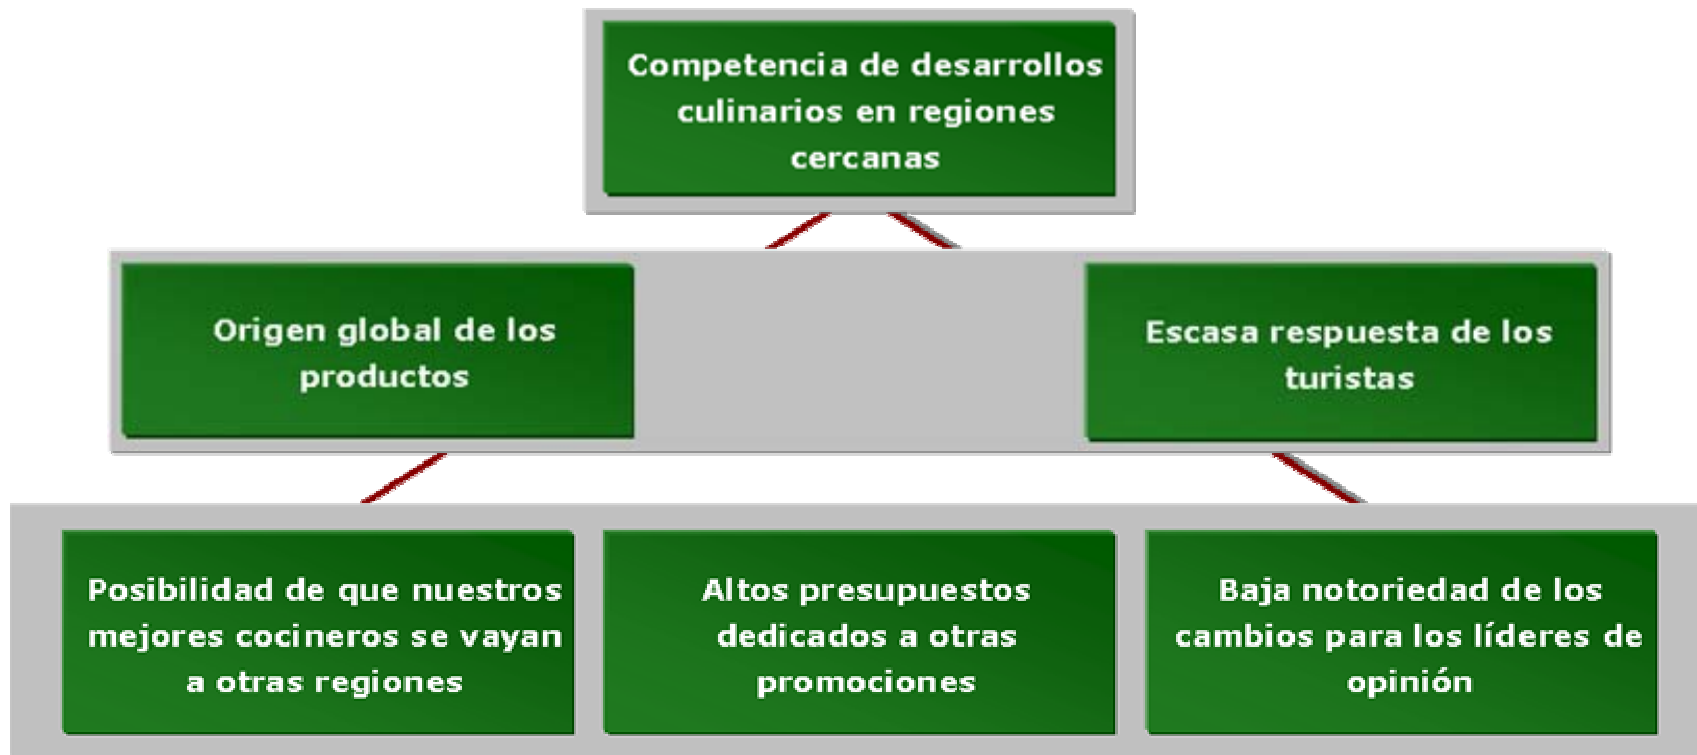 Competencia de desarrollos
culinarios en regiones
cercanas
Origen global de los
productos
Escasa respuesta de los
turistas
Posibilidad de que nuestros
mejores cocineros se vayan
a otras regiones
Altos presupuestos
dedicados a otras
promociones
Baja notoriedad de los
cambios para los líderes de
opinión